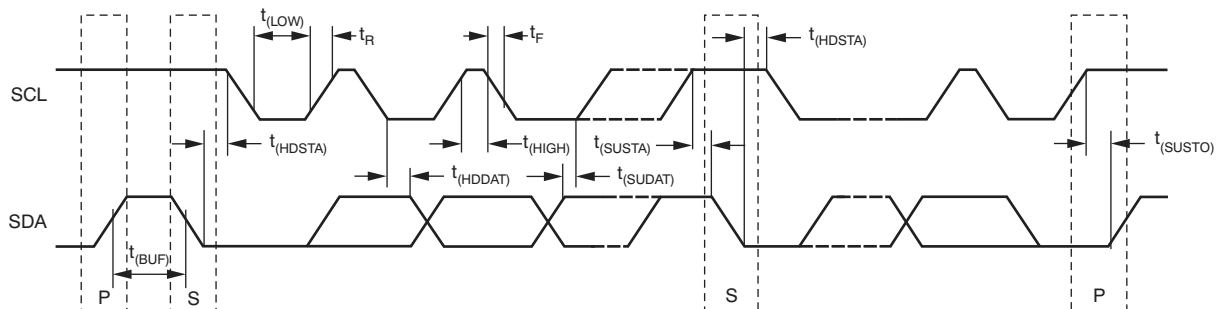 t(LOW)
tR
tF
t(HDSTA)
SCL
t(HDSTA)
t(HIGH)
t(SUSTA)
t(SUSTO)
t(HDDAT)
t(SUDAT)
SDA
t(BUF)
P
S
S
P